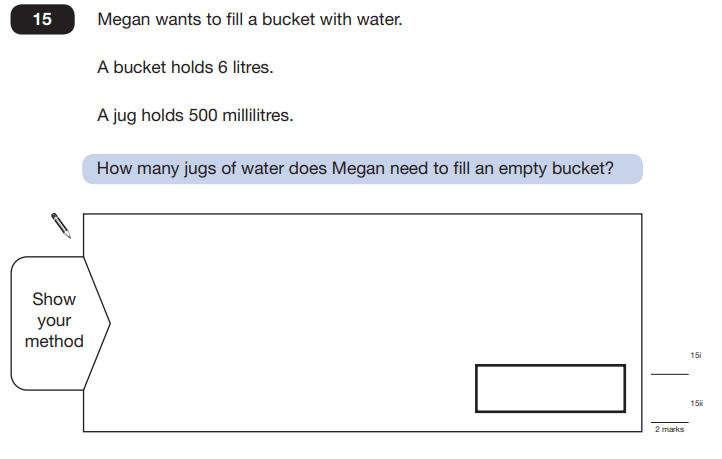 15 Megan wants to fill a bucket with water.
A bucket holds 6 litres.
A jug holds 500 millilitres.
How many jugs of water does Megan need to fill an empty bucket?
Show
your
method
15i
15ii
2 marks